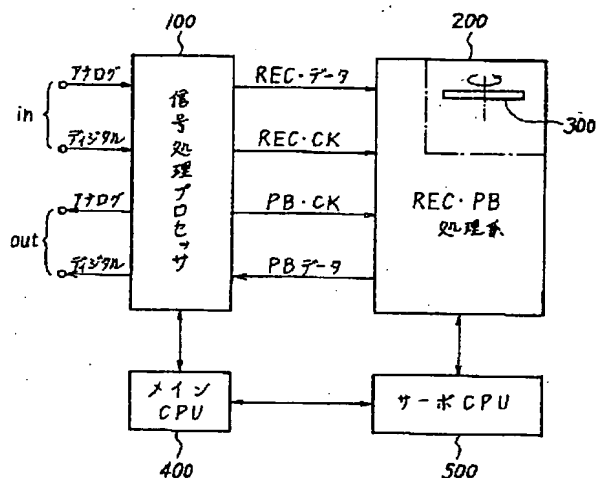 100
200
アナログ
in
ディジタル
アナログ
out
ディジタル
信号処理プロセッサ
REC・データ
REC・CK
PB・CK
PBデータ
300
REC・PB
処理系
メイン
CPU
サーボCPU
400
500